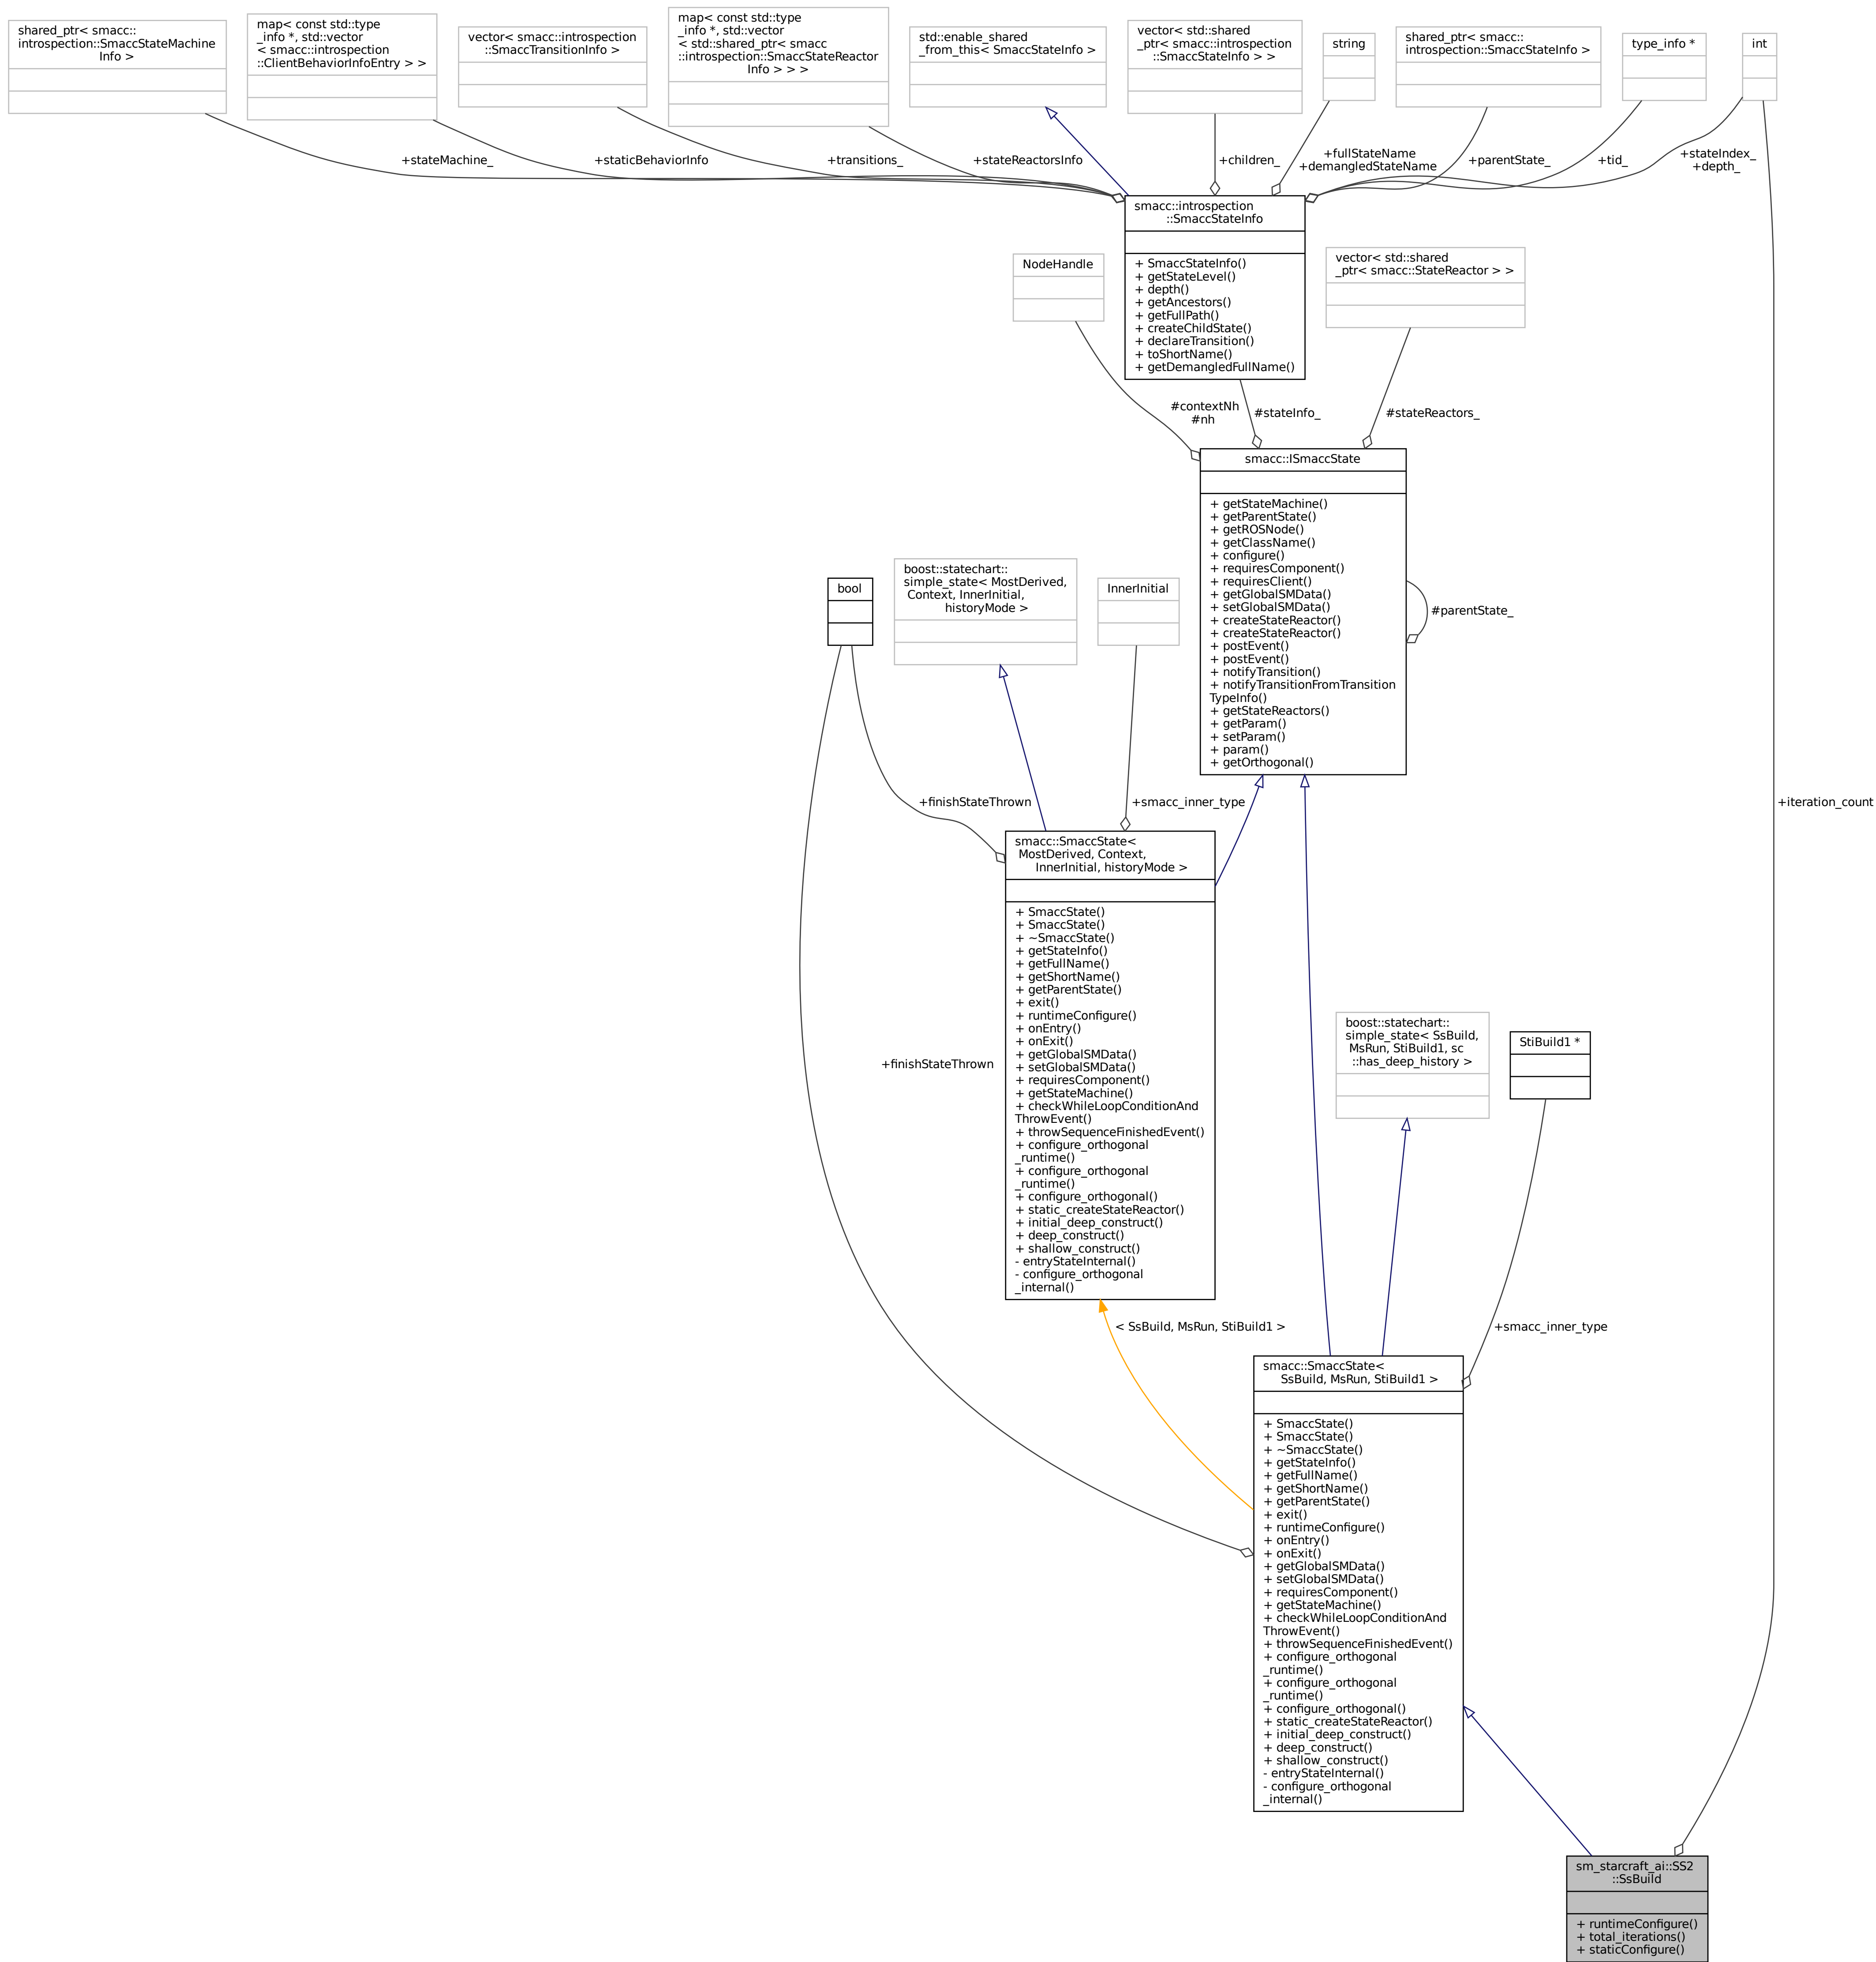 shared_ptr< smacc::
introspection::SmaccStateMachine
Info >
map< const std::type
_info *, std::vector
< smacc::introspection
::ClientBehaviorInfoEntry > >
vector< smacc::introspection
::SmaccTransitionInfo >
map< const std::type
_info *, std::vector
< std::shared_ptr< smacc
::introspection::SmaccStateReactor
Info > > >
std::enable_shared
_from_this< SmaccStateInfo >
vector< std::shared
_ptr< smacc::introspection
::SmaccStateInfo > >
string
shared_ptr< smacc::
introspection::SmaccStateInfo >
type_info *
int
+stateMachine_
+staticBehaviorInfo
+transitions_
+stateReactorsInfo
+children_
+fullStateName
+demangledStateName
+parentState_
+tid_
+stateIndex_
+depth_
smacc::introspection
::SmaccStateInfo
+ SmaccStateInfo()
+ getStateLevel()
+ depth()
+ getAncestors()
+ getFullPath()
+ createChildState()
+ declareTransition()
+ toShortName()
+ getDemangledFullName()
NodeHandle
vector< std::shared
_ptr< smacc::StateReactor > >
#contextNh
#nh
#stateInfo_
#stateReactors_
smacc::ISmaccState
+ getStateMachine()
+ getParentState()
+ getROSNode()
+ getClassName()
+ configure()
+ requiresComponent()
+ requiresClient()
+ getGlobalSMData()
+ setGlobalSMData()
+ createStateReactor()
+ createStateReactor()
+ postEvent()
+ postEvent()
+ notifyTransition()
+ notifyTransitionFromTransition
TypeInfo()
+ getStateReactors()
+ getParam()
+ setParam()
+ param()
+ getOrthogonal()
#parentState_
bool
boost::statechart::
simple_state< MostDerived,
Context, InnerInitial,
historyMode >
InnerInitial
+finishStateThrown
+smacc_inner_type
+iteration_count
smacc::SmaccState<
MostDerived, Context,
InnerInitial, historyMode >
+ SmaccState()
+ SmaccState()
+ ~SmaccState()
+ getStateInfo()
+ getFullName()
+ getShortName()
+ getParentState()
+ exit()
+ runtimeConfigure()
+ onEntry()
+ onExit()
+ getGlobalSMData()
+ setGlobalSMData()
+ requiresComponent()
+ getStateMachine()
+ checkWhileLoopConditionAnd
ThrowEvent()
+ throwSequenceFinishedEvent()
+ configure_orthogonal
_runtime()
+ configure_orthogonal
_runtime()
+ configure_orthogonal()
+ static_createStateReactor()
+ initial_deep_construct()
+ deep_construct()
+ shallow_construct()
- entryStateInternal()
- configure_orthogonal
_internal()
+finishStateThrown
boost::statechart::
simple_state< SsBuild,
MsRun, StiBuild1, sc
::has_deep_history >
StiBuild1 *
< SsBuild, MsRun, StiBuild1 >
+smacc_inner_type
smacc::SmaccState<
SsBuild, MsRun, StiBuild1 >
+ SmaccState()
+ SmaccState()
+ ~SmaccState()
+ getStateInfo()
+ getFullName()
+ getShortName()
+ getParentState()
+ exit()
+ runtimeConfigure()
+ onEntry()
+ onExit()
+ getGlobalSMData()
+ setGlobalSMData()
+ requiresComponent()
+ getStateMachine()
+ checkWhileLoopConditionAnd
ThrowEvent()
+ throwSequenceFinishedEvent()
+ configure_orthogonal
_runtime()
+ configure_orthogonal
_runtime()
+ configure_orthogonal()
+ static_createStateReactor()
+ initial_deep_construct()
+ deep_construct()
+ shallow_construct()
- entryStateInternal()
- configure_orthogonal
_internal()
sm_starcraft_ai::SS2
::SsBuild
+ runtimeConfigure()
+ total_iterations()
+ staticConfigure()